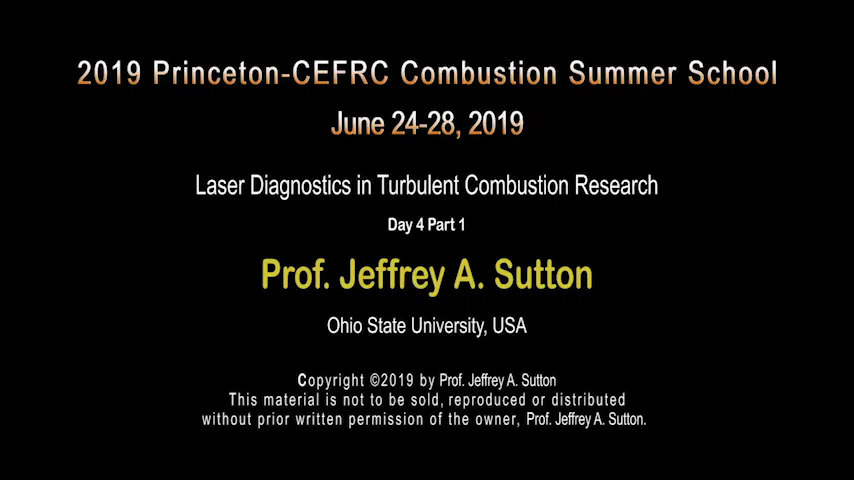 2019 Princeton-CEFRC Combustion Summer School
June 24-28, 2019
Laser Diagnostics in Turbulent Combustion Research
Day 4 Part 1
Prof. Jeffrey A. Sutton
Ohio State University, USA
Copyright ©2019 by Prof. Jeffrey A. Sutton
This material is not to be sold, reproduced or distributed
without prior written permission of the owner, Prof. Jeffrey A. Sutton.